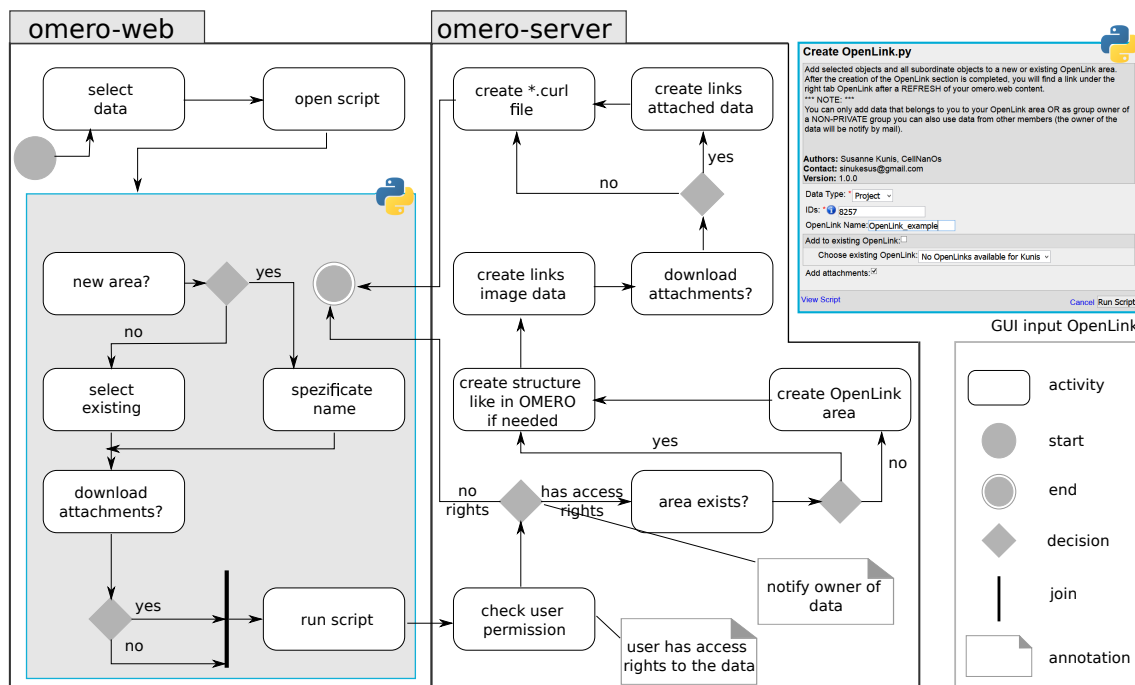 omero-web
omero-server
select
data
open script
create *.curl
file
create links
attached data
yes
no
new area?
yes
no
create links
image data
download
attachments?
select
existing
spezificate
name
create structure
like in OMERO
if needed
create OpenLink
area
yes
no
download
attachments?
no
rights
has access
rights
area exists?
notify owner of
data
yes
no
run script
check user
permission
user has access
rights to the data
Create OpenLink.py
Add selected objects and all subordinate objects to a new or existing OpenLink area.
After the creation of the OpenLink section is completed, you will find a link under the
right tab OpenLink after a REFRESH of your omero.web content.
*** NOTE: ***
You can only add data that belongs to you to your OpenLink area OR as group owner of
a NON-PRIVATE group you can also use data from other members (the owner of the
data will be notify by mail).
Authors: Susanne Kunis, CellNanOs
Contact: sinukesus@gmail.com
Version: 1.0.0
Data Type: * Project
IDs: * 8257
OpenLink Name: OpenLink_example
Add to existing OpenLink:
Choose existing OpenLink: No OpenLinks available for Kunis
Add attachments:
View Script
Cancel Run Script
GUI input OpenLink
activity
start
end
decision
join
annotation